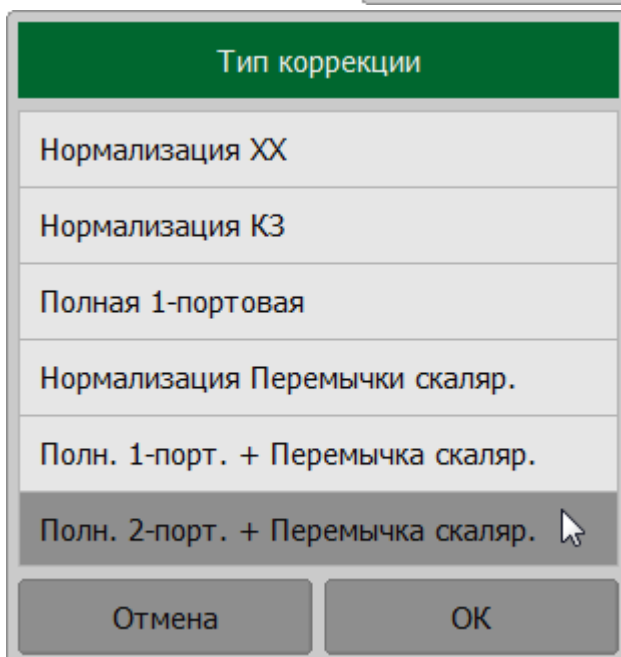 Тип коррекции
Нормализация ХХ
Нормализация КЗ
Полная 1-портовая
Нормализация Перемычки скаляр.
Полн. 1-порт. + Перемычка скаляр.
Полн. 2-порт. + Перемычка скаляр.
Отмена
ОК